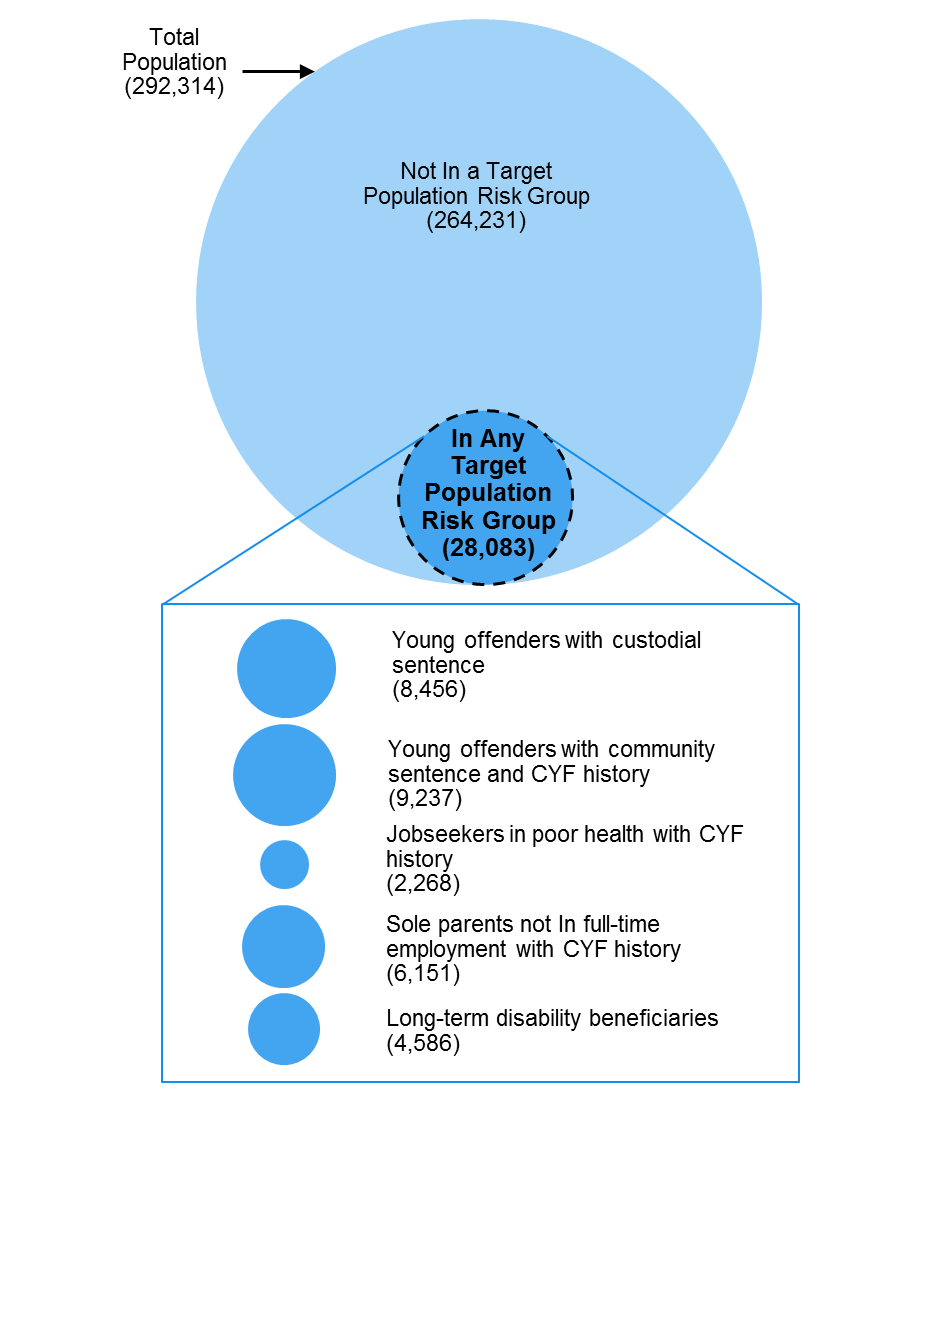 Total
Population
(292,314)
Not In a Target
Population Risk Group
(264,231)
In Any
Target
Population
Risk Group
(28,083)
Young offenders with custodial
sentence
(8,456)
Young offenders with community
sentence and CYF history
(9,237)
Jobseekers in poor health with CYF
history
(2,268)
Sole parents not In full-time
employment with CYF history
(6,151)
Long-term disability beneficiaries
(4,586)